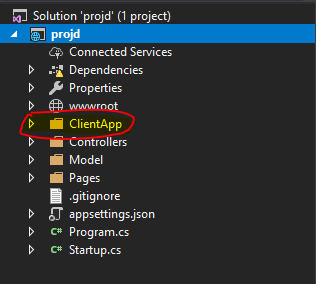 Solution 'projd' (1 project)
projd
Connected Services
Dependencies
Properties
wwwroot
ClientApp
Controllers
Model
Pages
.gitignore
appsettings.json
C# Program.cs
C# Startup.cs